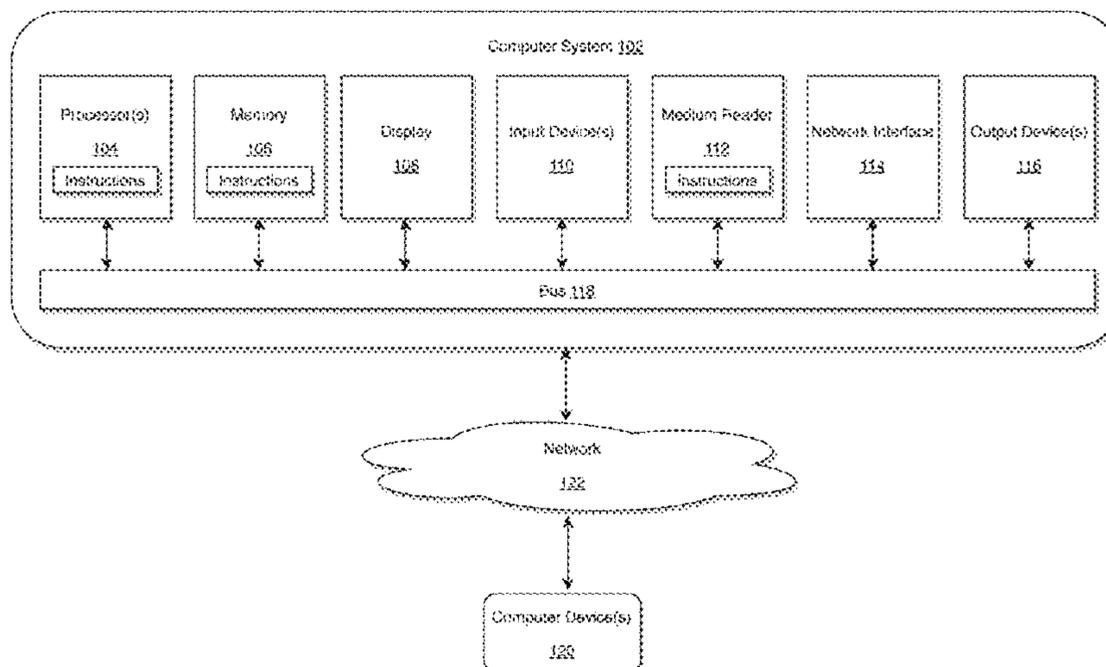 Computer System 102
Processor(s)
104
Instructions
Memory
106
Instructions
Display
108
Input Device(s)
110
Medium Reader
112
Instructions
Network Interface
114
Output Device(s)
116
Bus 118
Network
122
Computer Device(s)
120